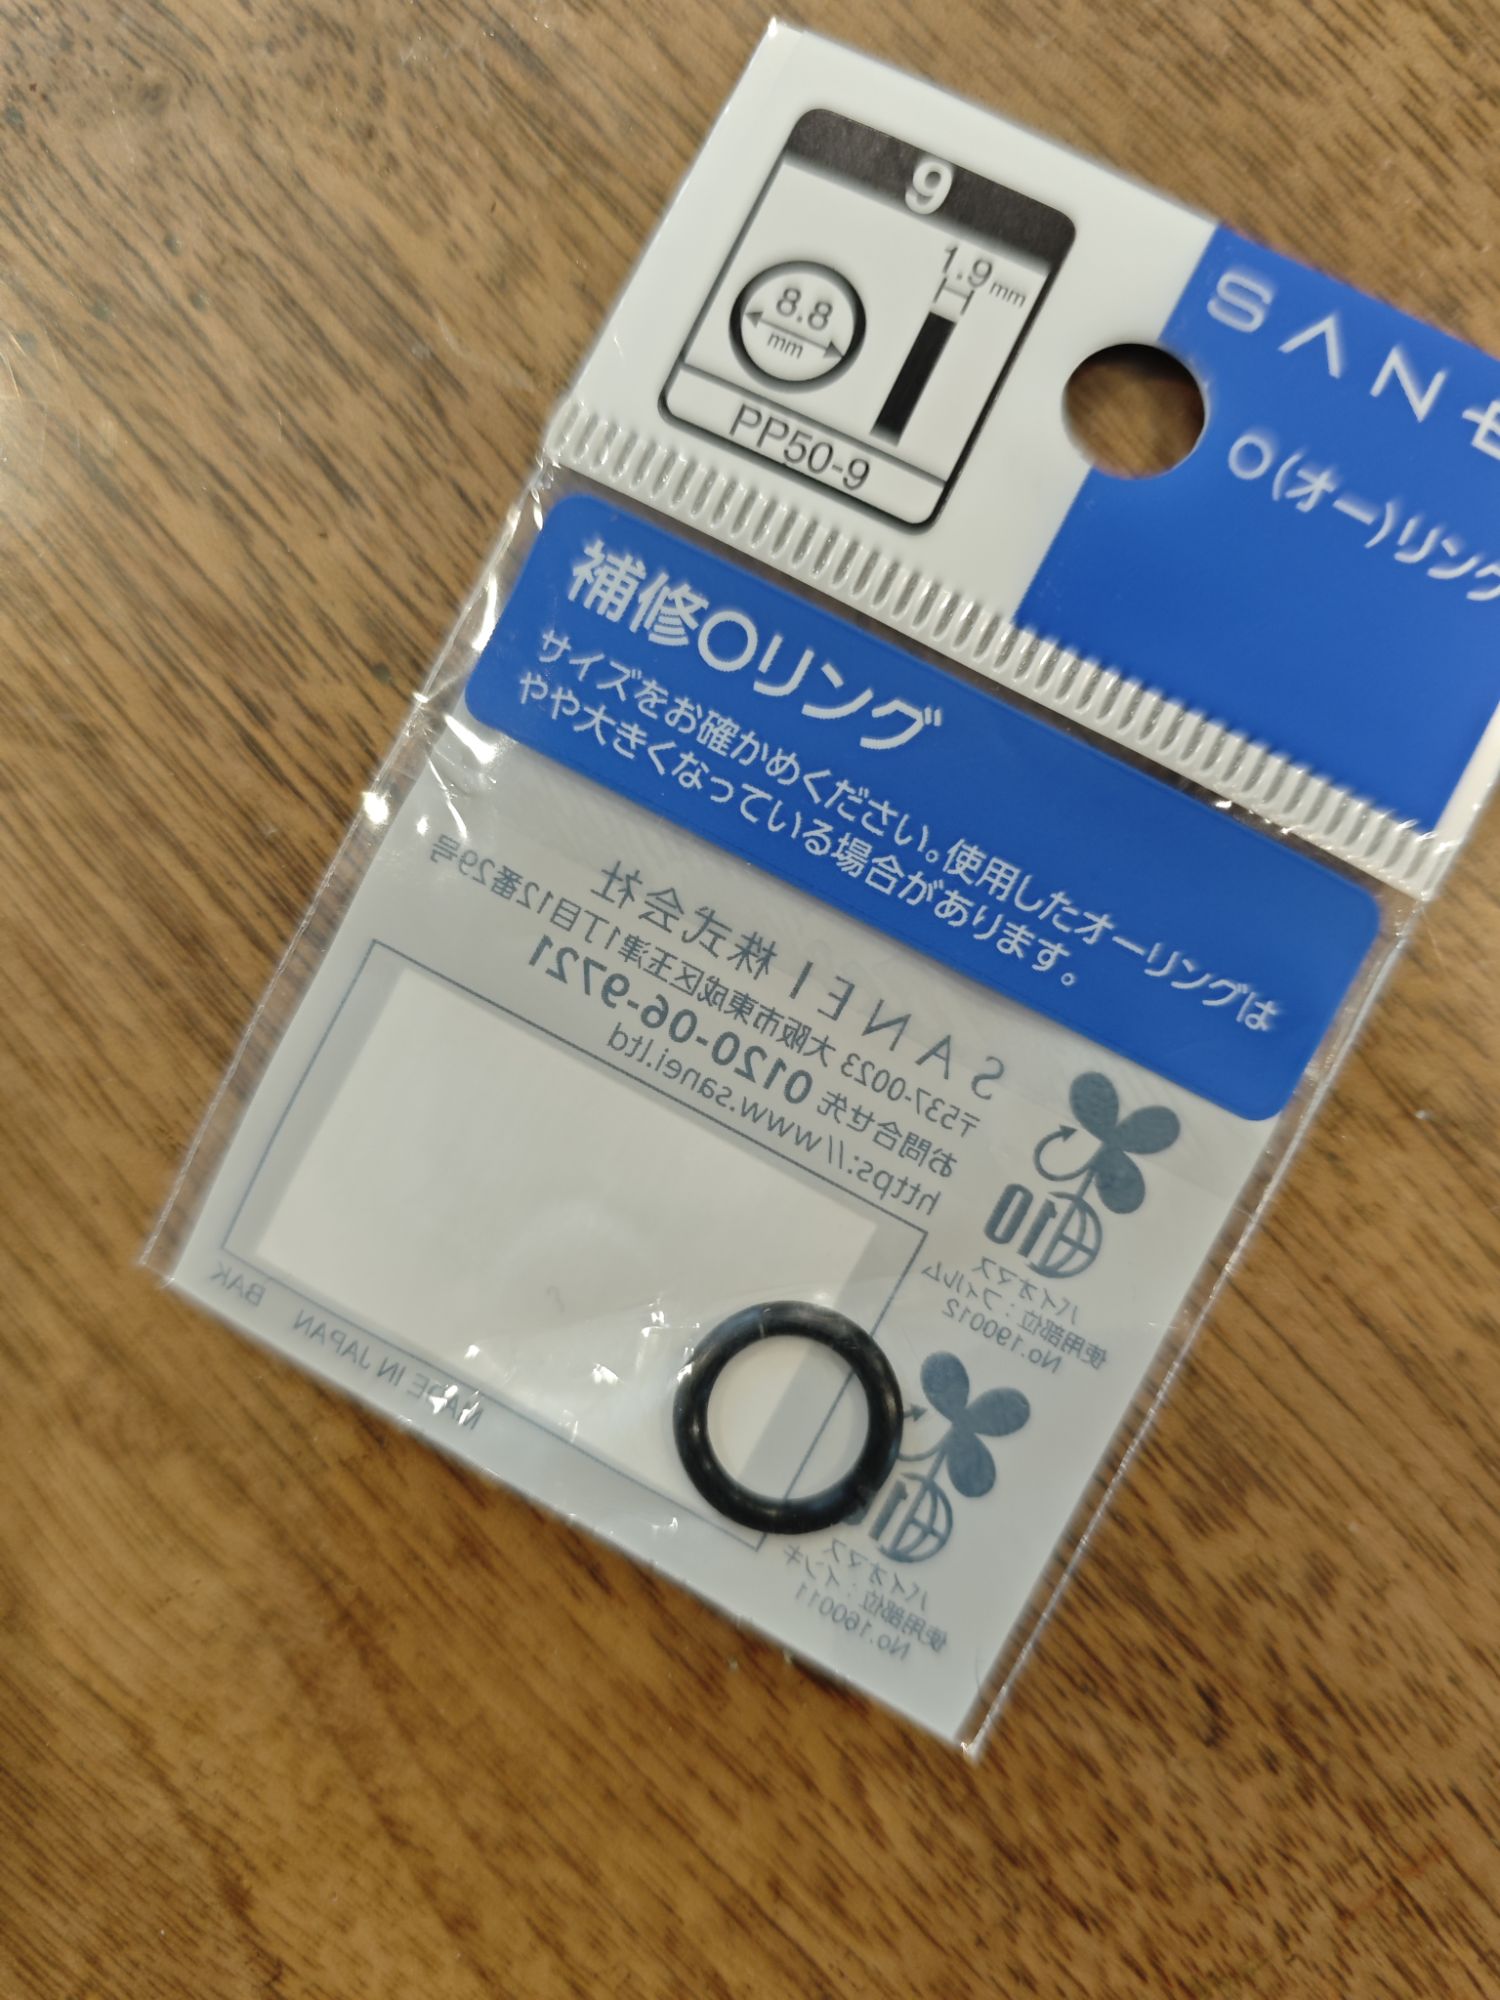 9
1.9mm
8.8
mm
PP50-9
SANE
O(オー)リング
補修Oリング
サイズをお確かめください。使用したオーリングは
やや大きくなっている場合があります。
SANEI株式会社
〒537-0023 大阪市東成区玉津1丁目12番29号
お問合せ先 0120-06-9721
https://www.sanei.ltd
10
バイオマス
使用部位:フィルム
No.190012
10
バイオマス
使用部位:インキ
No.160011
MADE IN JAPAN BAK